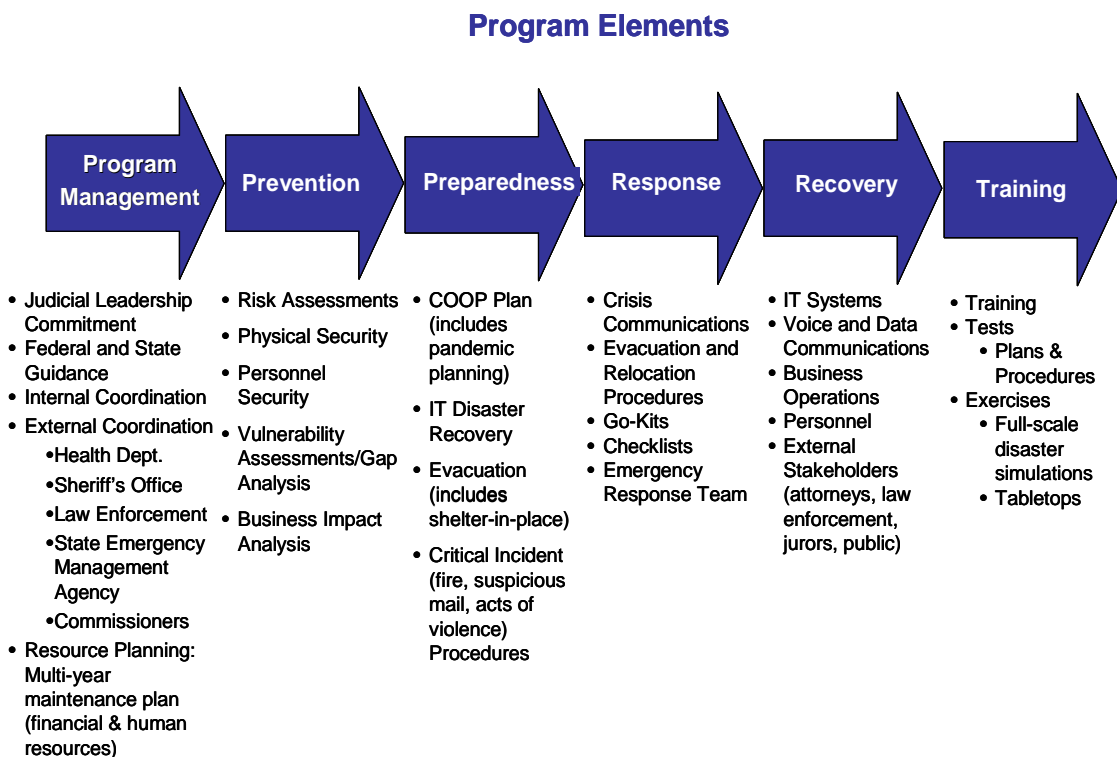 Program Elements
Program
Management
Prevention
Preparedness
Response
Recovery
Training
• Judicial Leadership
Commitment
• Federal and State
Guidance
• Internal Coordination
• External Coordination
•Health Dept.
•Sheriff's Office
•Law Enforcement
•State Emergency
Management
Agency
•Commissioners
• Resource Planning:
Multi-year
maintenance plan
(financial & human
resources)
• Risk Assessments
• Physical Security
• Personnel
Security
• Vulnerability
Assessments/Gap
Analysis
• Business Impact
Analysis
• COOP Plan
(includes
pandemic
planning)
• IT Disaster
Recovery
• Evacuation
(includes
shelter-in-place)
• Critical Incident
(fire, suspicious
mail, acts of
violence)
Procedures
• Crisis
Communications
• Evacuation and
Relocation
Procedures
• Go-Kits
• Checklists
• Emergency
Response Team
• IT Systems
• Voice and Data
Communications
• Business
Operations
• Personnel
• External
Stakeholders
(attorneys, law
enforcement,
jurors, public)
• Training
• Tests
• Plans &
Procedures
• Exercises
• Full-scale
disaster
simulations
• Tabletops